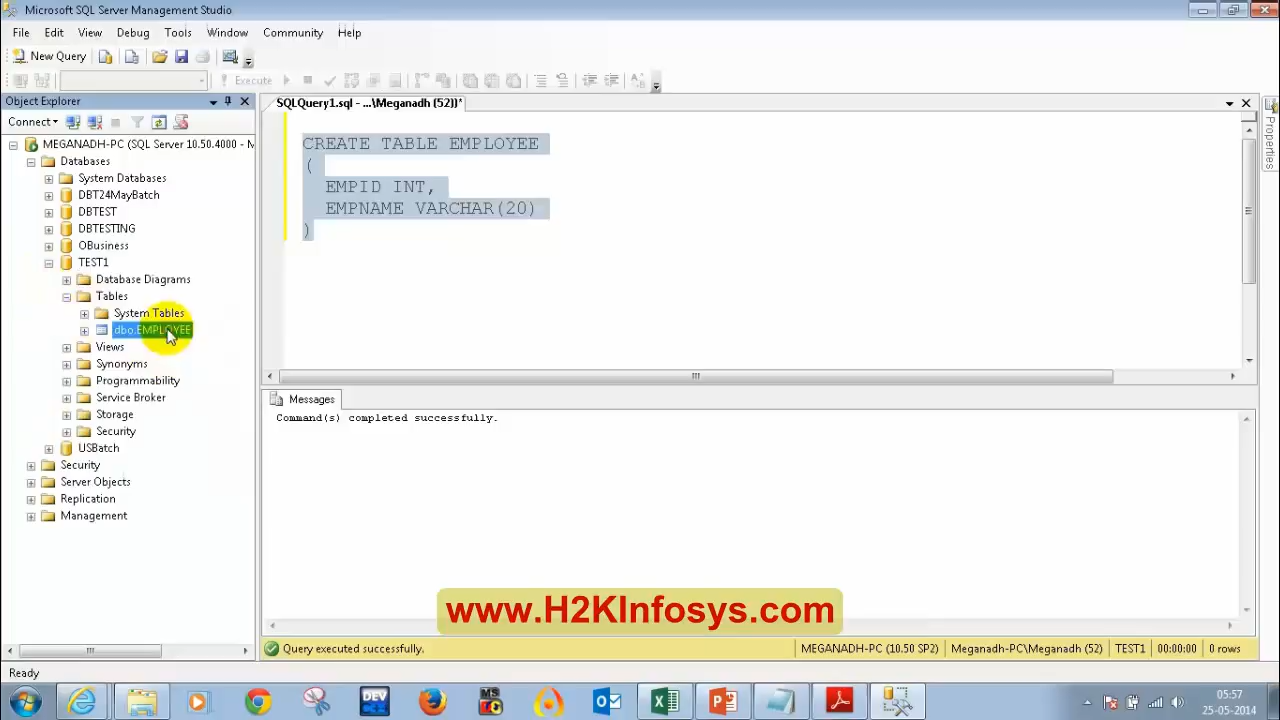 Microsoft SQL Server Management Studio
File Edit View Debug Tools Window Community Help
New Query
Execute
Object Explorer
SQLQuery1.sql - ...\Meganadh (52))*
Connect
Properties
MEGANADH-PC (SQL Server 10.50.4000 - M
Databases
System Databases
DBT24MayBatch
DBTEST
DBTESTING
OBusiness
TEST1
Database Diagrams
Tables
System Tables
dbo.EMPLOYEE
Views
Synonyms
Programmability
Service Broker
Storage
Security
USBatch
Security
Server Objects
Replication
Management
CREATE TABLE EMPLOYEE
(
EMPID INT,
EMPNAME VARCHAR(20)
)
Messages
Command(s) completed successfully.
www.H2KInfosys.com
Query executed successfully. MEGANADH-PC (10.50 SP2) Meganadh-PC\Meganadh (52) TEST1 00:00:00 0 rows
Ready
DEV
MS
05:57
25-05-2014